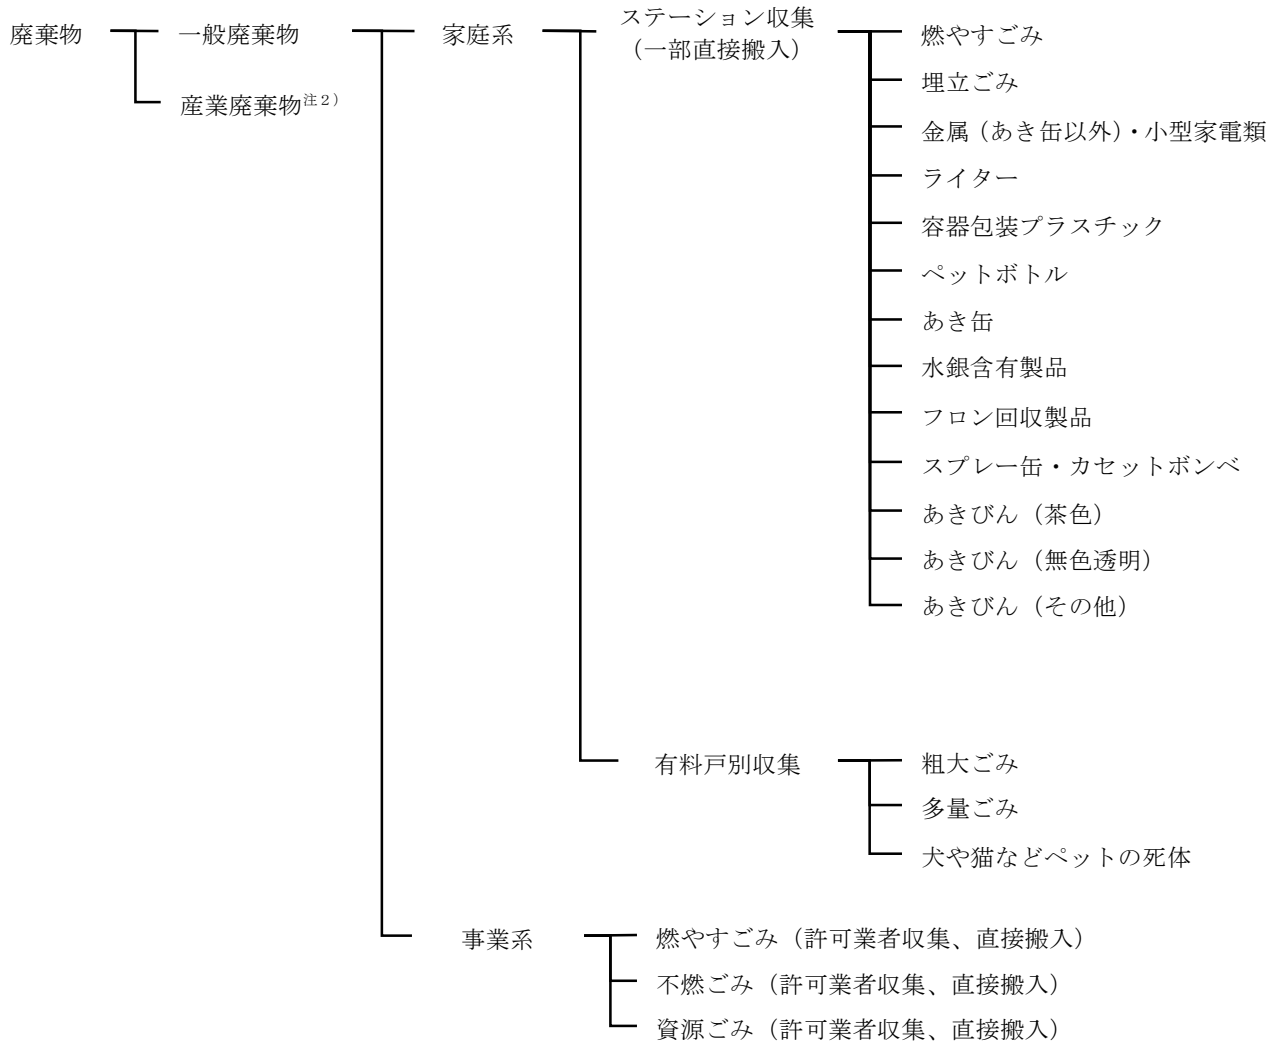 廃棄物
一般廃棄物
産業廃棄物注2)
家庭系
ステーション収集
(一部直接搬入)
燃やすごみ
埋立ごみ
金属(あき缶以外)・小型家電類
ライター
容器包装プラスチック
ペットボトル
あき缶
水銀含有製品
フロン回収製品
スプレー缶・カセットボンベ
あきびん(茶色)
あきびん(無色透明)
あきびん(その他)
有料戸別収集
粗大ごみ
多量ごみ
犬や猫などペットの死体
事業系
燃やすごみ(許可業者収集、直接搬入)
不燃ごみ(許可業者収集、直接搬入)
資源ごみ(許可業者収集、直接搬入)